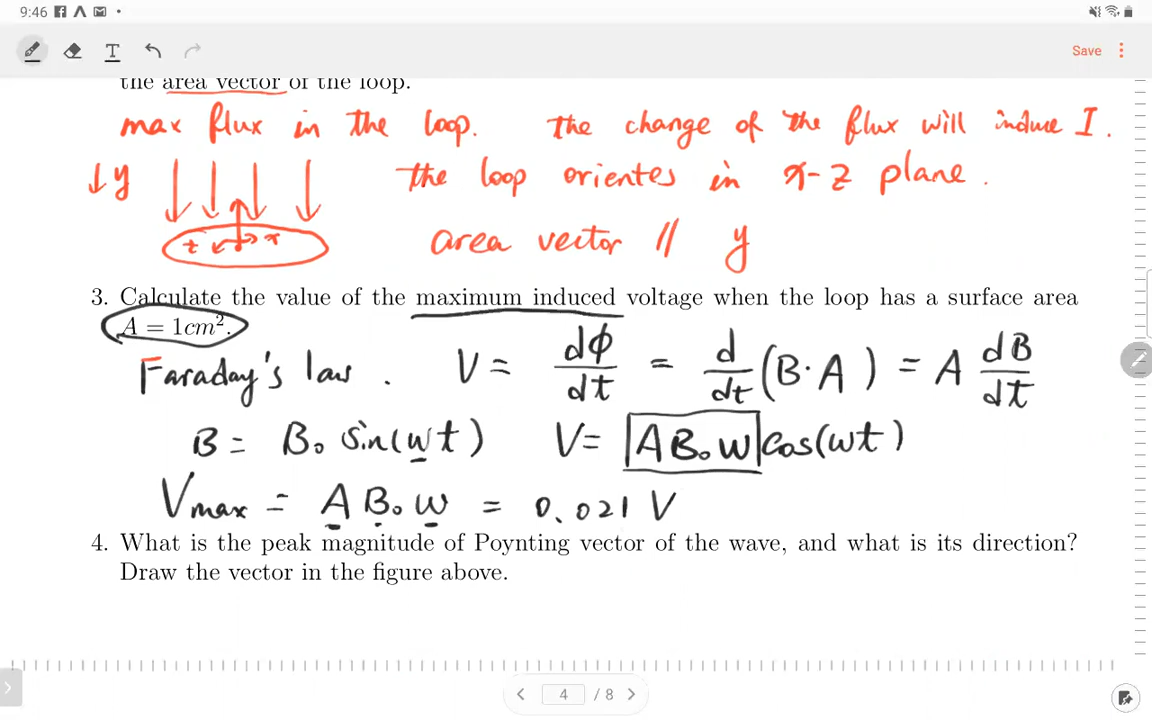 9:46
Save
the area vector of the loop.
max flux in the loop. The change of the flux will induce I.
↓y the loop orientes in x-z plane.
z x area vector // y
3. Calculate the value of the maximum induced voltage when the loop has a surface area
A = 1cm².
Faraday's law. V = dϕ/dt = d/dt (B·A) = A dB/dt
B = B₀ sin(wt) V = AB₀w cos(wt)
Vmax = A B₀ w = 0.021 V
4. What is the peak magnitude of Poynting vector of the wave, and what is its direction?
Draw the vector in the figure above.
4 / 8